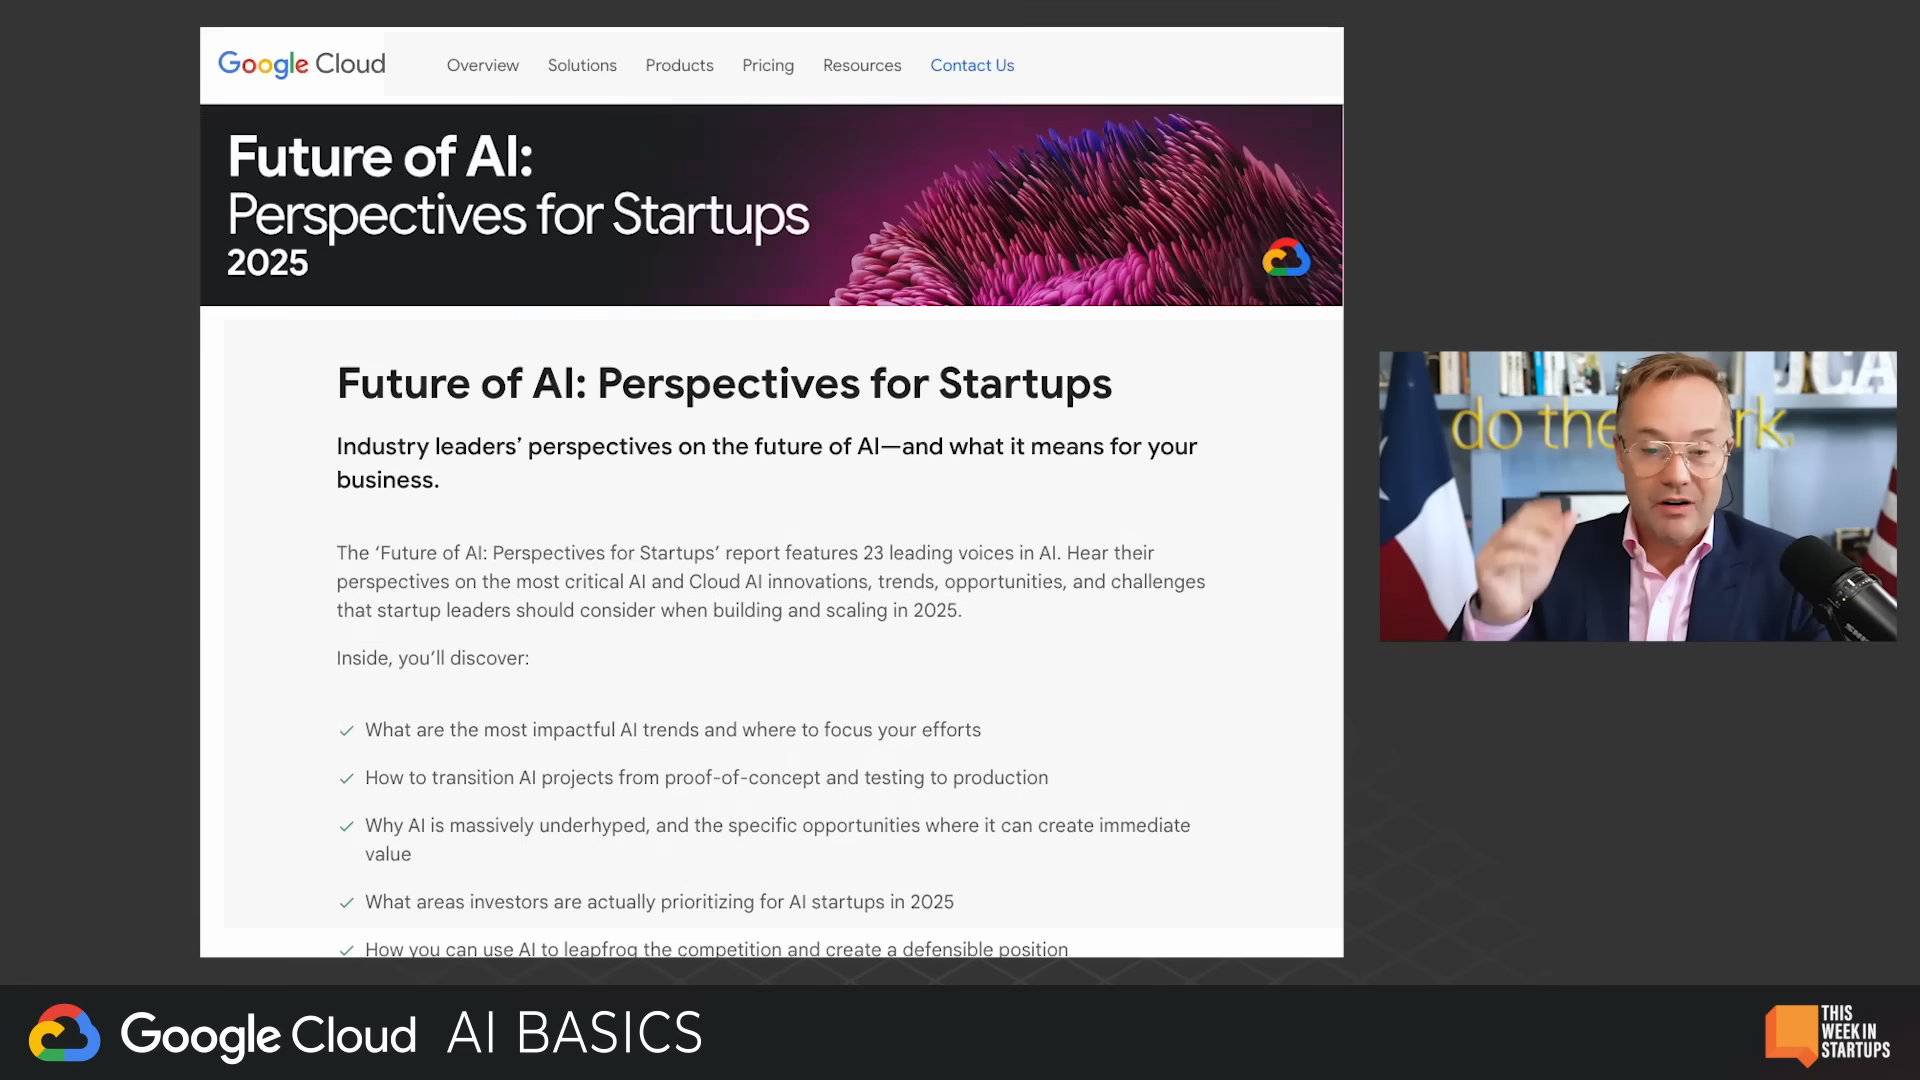 Google Cloud
Overview Solutions Products Pricing Resources Contact Us
Future of AI:
Perspectives for Startups
2025
Future of AI: Perspectives for Startups
Industry leaders’ perspectives on the future of AI—and what it means for your
business.
The ‘Future of AI: Perspectives for Startups’ report features 23 leading voices in AI. Hear their
perspectives on the most critical AI and Cloud AI innovations, trends, opportunities, and challenges
that startup leaders should consider when building and scaling in 2025.
Inside, you’ll discover:
What are the most impactful AI trends and where to focus your efforts
How to transition AI projects from proof-of-concept and testing to production
Why AI is massively underhyped, and the specific opportunities where it can create immediate
value
What areas investors are actually prioritizing for AI startups in 2025
How you can use AI to leapfrog the competition and create a defensible position
JCA
do the rk.
Google Cloud AI BASICS
THIS
WEEK IN
STARTUPS